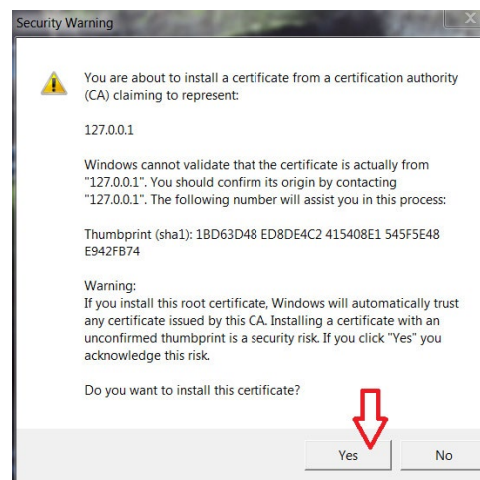 Security Warning
You are about to install a certificate from a certification authority
(CA) claiming to represent:
127.0.0.1
Windows cannot validate that the certificate is actually from
"127.0.0.1". You should confirm its origin by contacting
"127.0.0.1". The following number will assist you in this process:
Thumbprint (sha1): 1BD63D48 ED8DE4C2 415408E1 545F5E48
E942FB74
Warning:
If you install this root certificate, Windows will automatically trust
any certificate issued by this CA. Installing a certificate with an
unconfirmed thumbprint is a security risk. If you click "Yes" you
acknowledge this risk.
Do you want to install this certificate?
Yes No